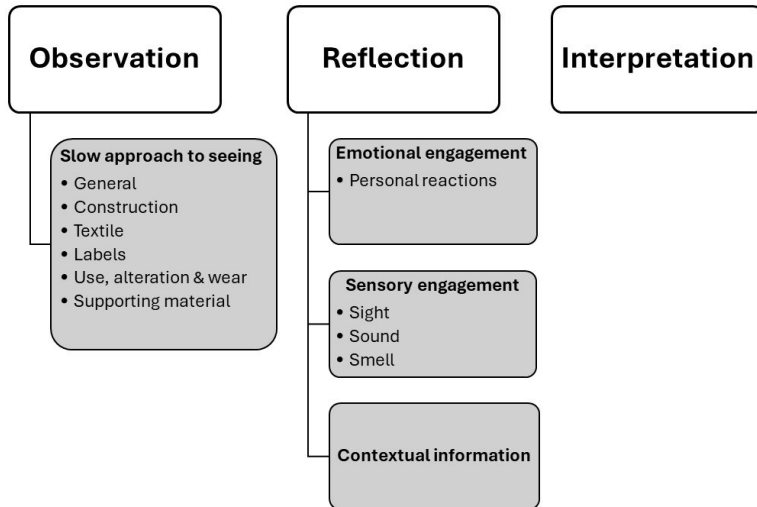 Observation
Slow approach to seeing
• General
• Construction
• Textile
• Labels
• Use, alteration & wear
• Supporting material
Reflection
Emotional engagement
• Personal reactions
Sensory engagement
• Sight
• Sound
• Smell
Contextual information
Interpretation